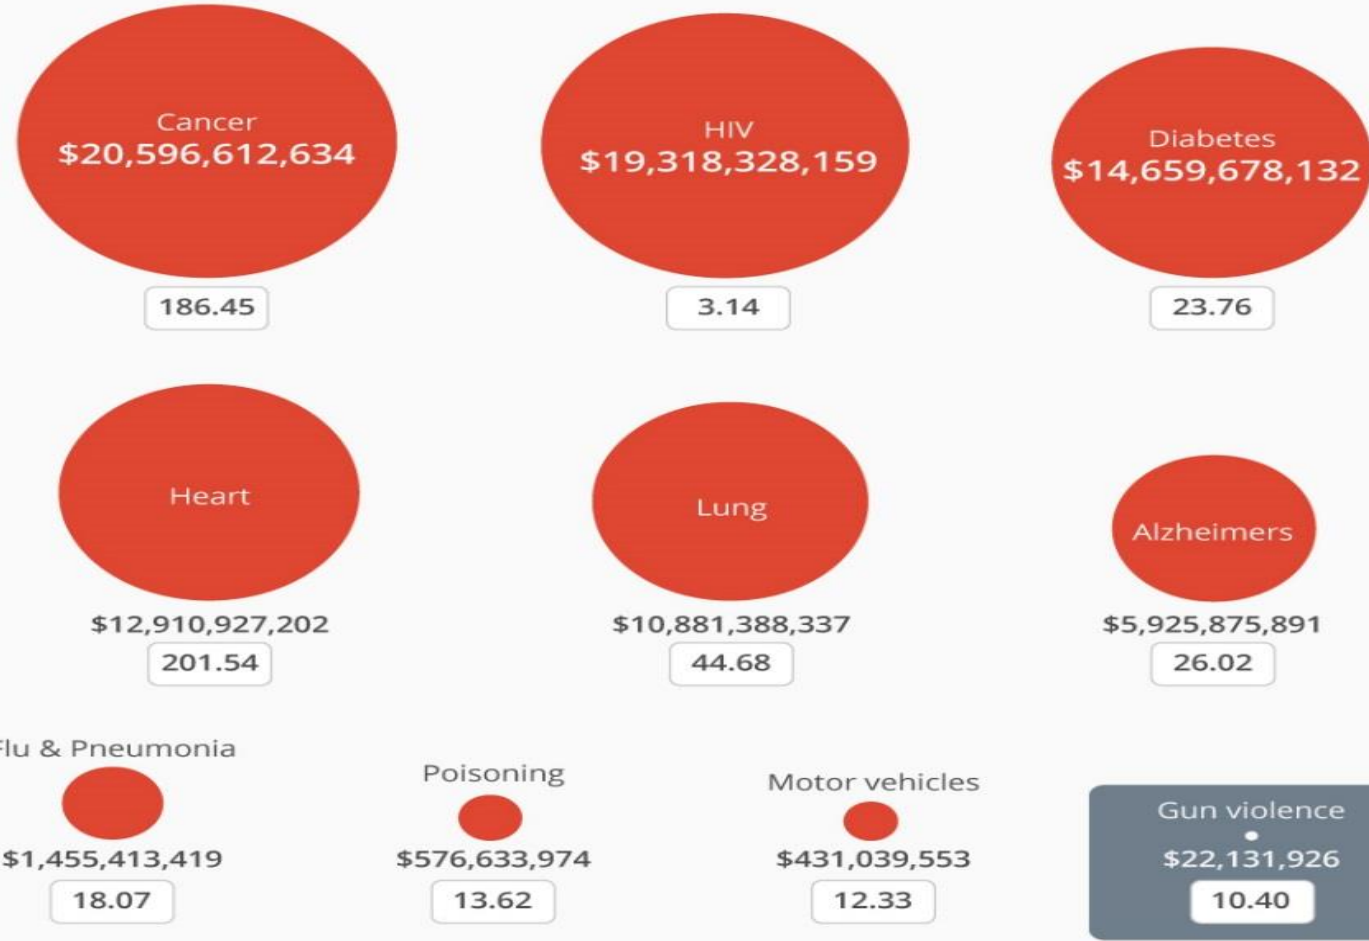 Cancer
$20,596,612,634
186.45
HIV
$19,318,328,159
3.14
Diabetes
$14,659,678,132
23.76
Heart
$12,910,927,202
201.54
Lung
$10,881,388,337
44.68
Alzheimers
$5,925,875,891
26.02
Flu & Pneumonia
$1,455,413,419
18.07
Poisoning
$576,633,974
13.62
Motor vehicles
$431,039,553
12.33
Gun violence
$22,131,926
10.40